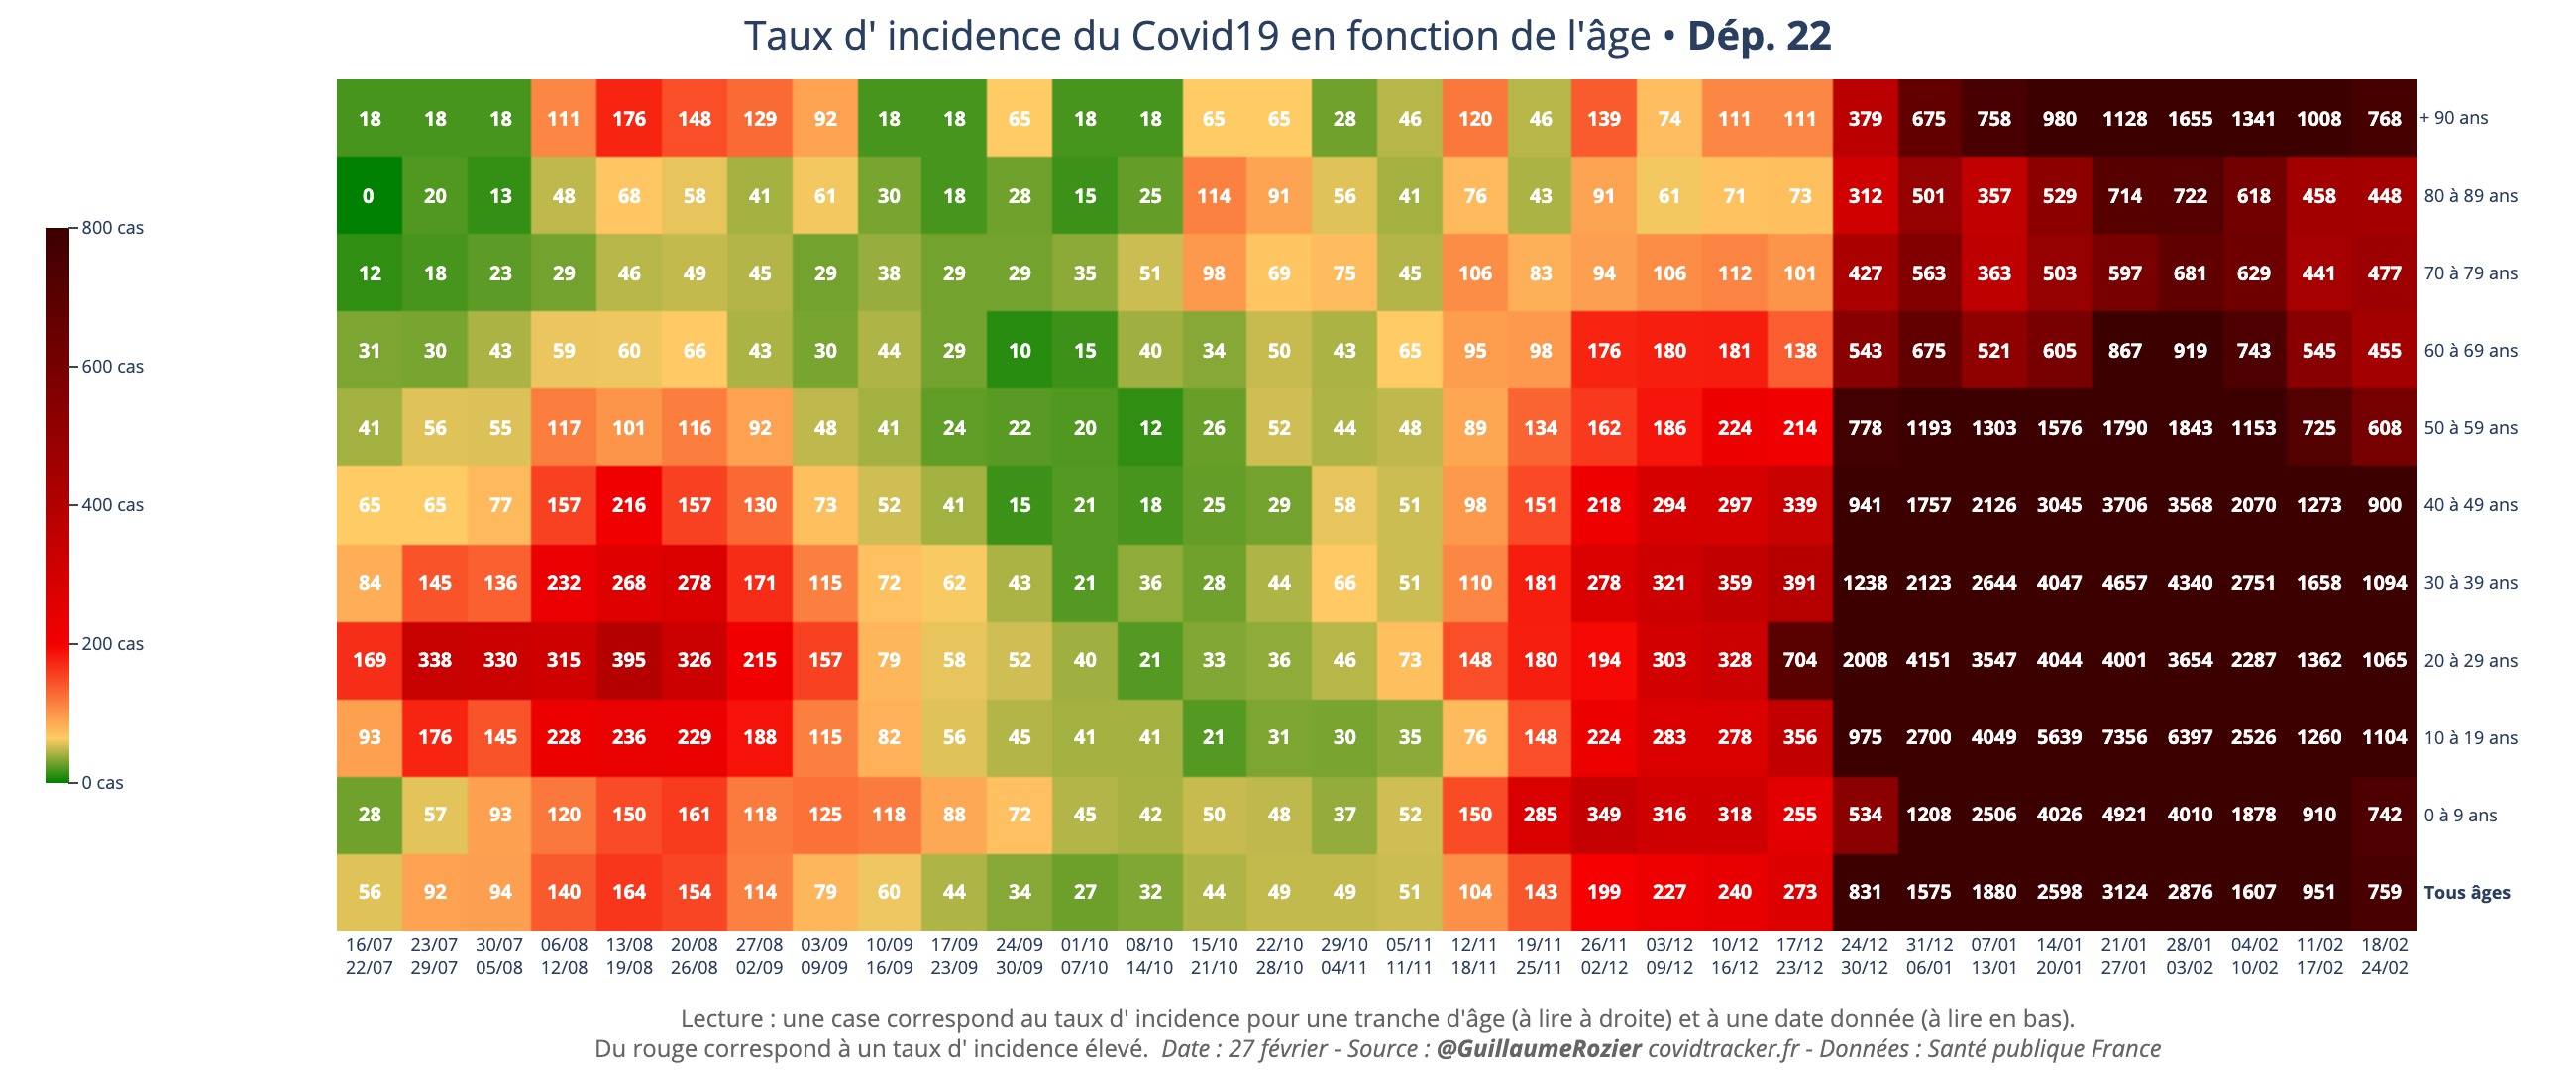 Taux d' incidence du Covid19 en fonction de l'âge • Dép. 22
18 18 18 111 176 148 129 92 18 18 65 18 18 65 65 28 46 120 46 139 74 111 111 379 675 758 980 1128 1655 1341 1008 768 + 90 ans
0 20 13 48 68 58 41 61 30 18 28 15 25 114 91 56 41 76 43 91 61 71 73 312 501 357 529 714 722 618 458 448 80 à 89 ans
800 cas
12 18 23 29 46 49 45 29 38 29 29 35 51 98 69 75 45 106 83 94 106 112 101 427 563 363 503 597 681 629 441 477 70 à 79 ans
31 30 43 59 60 66 43 30 44 29 10 15 40 34 50 43 65 95 98 176 180 181 138 543 675 521 605 867 919 743 545 455 60 à 69 ans
600 cas
41 56 55 117 101 116 92 48 41 24 22 20 12 26 52 44 48 89 134 162 186 224 214 778 1193 1303 1576 1790 1843 1153 725 608 50 à 59 ans
400 cas
65 65 77 157 216 157 130 73 52 41 15 21 18 25 29 58 51 98 151 218 294 297 339 941 1757 2126 3045 3706 3568 2070 1273 900 40 à 49 ans
84 145 136 232 268 278 171 115 72 62 43 21 36 28 44 66 51 110 181 278 321 359 391 1238 2123 2644 4047 4657 4340 2751 1658 1094 30 à 39 ans
200 cas
169 338 330 315 395 326 215 157 79 58 52 40 21 33 36 46 73 148 180 194 303 328 704 2008 4151 3547 4044 4001 3654 2287 1362 1065 20 à 29 ans
93 176 145 228 236 229 188 115 82 56 45 41 41 21 31 30 35 76 148 224 283 278 356 975 2700 4049 5639 7356 6397 2526 1260 1104 10 à 19 ans
0 cas
28 57 93 120 150 161 118 125 118 88 72 45 42 50 48 37 52 150 285 349 316 318 255 534 1208 2506 4026 4921 4010 1878 910 742 0 à 9 ans
56 92 94 140 164 154 114 79 60 44 34 27 32 44 49 49 51 104 143 199 227 240 273 831 1575 1880 2598 3124 2876 1607 951 759 Tous âges
16/07 23/07 30/07 06/08 13/08 20/08 27/08 03/09 10/09 17/09 24/09 01/10 08/10 15/10 22/10 29/10 05/11 12/11 19/11 26/11 03/12 10/12 17/12 24/12 31/12 07/01 14/01 21/01 28/01 04/02 11/02 18/02
22/07 29/07 05/08 12/08 19/08 26/08 02/09 09/09 16/09 23/09 30/09 07/10 14/10 21/10 28/10 04/11 11/11 18/11 25/11 02/12 09/12 16/12 23/12 30/12 06/01 13/01 20/01 27/01 03/02 10/02 17/02 24/02
Lecture : une case correspond au taux d' incidence pour une tranche d'âge (à lire à droite) et à une date donnée (à lire en bas).
Du rouge correspond à un taux d' incidence élevé. Date : 27 février - Source : @GuillaumeRozier covidtracker.fr - Données : Santé publique France